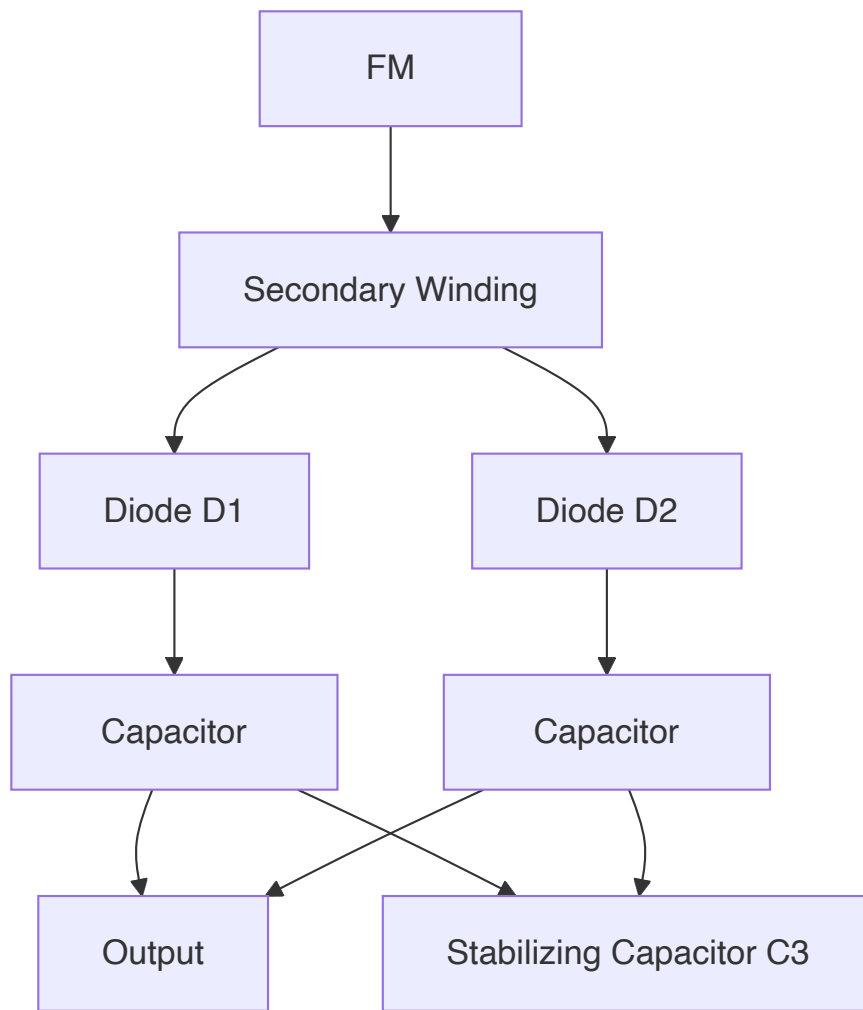 FM
Secondary Winding
Diode D1
Diode D2
Capacitor
Capacitor
Output
Stabilizing Capacitor C3